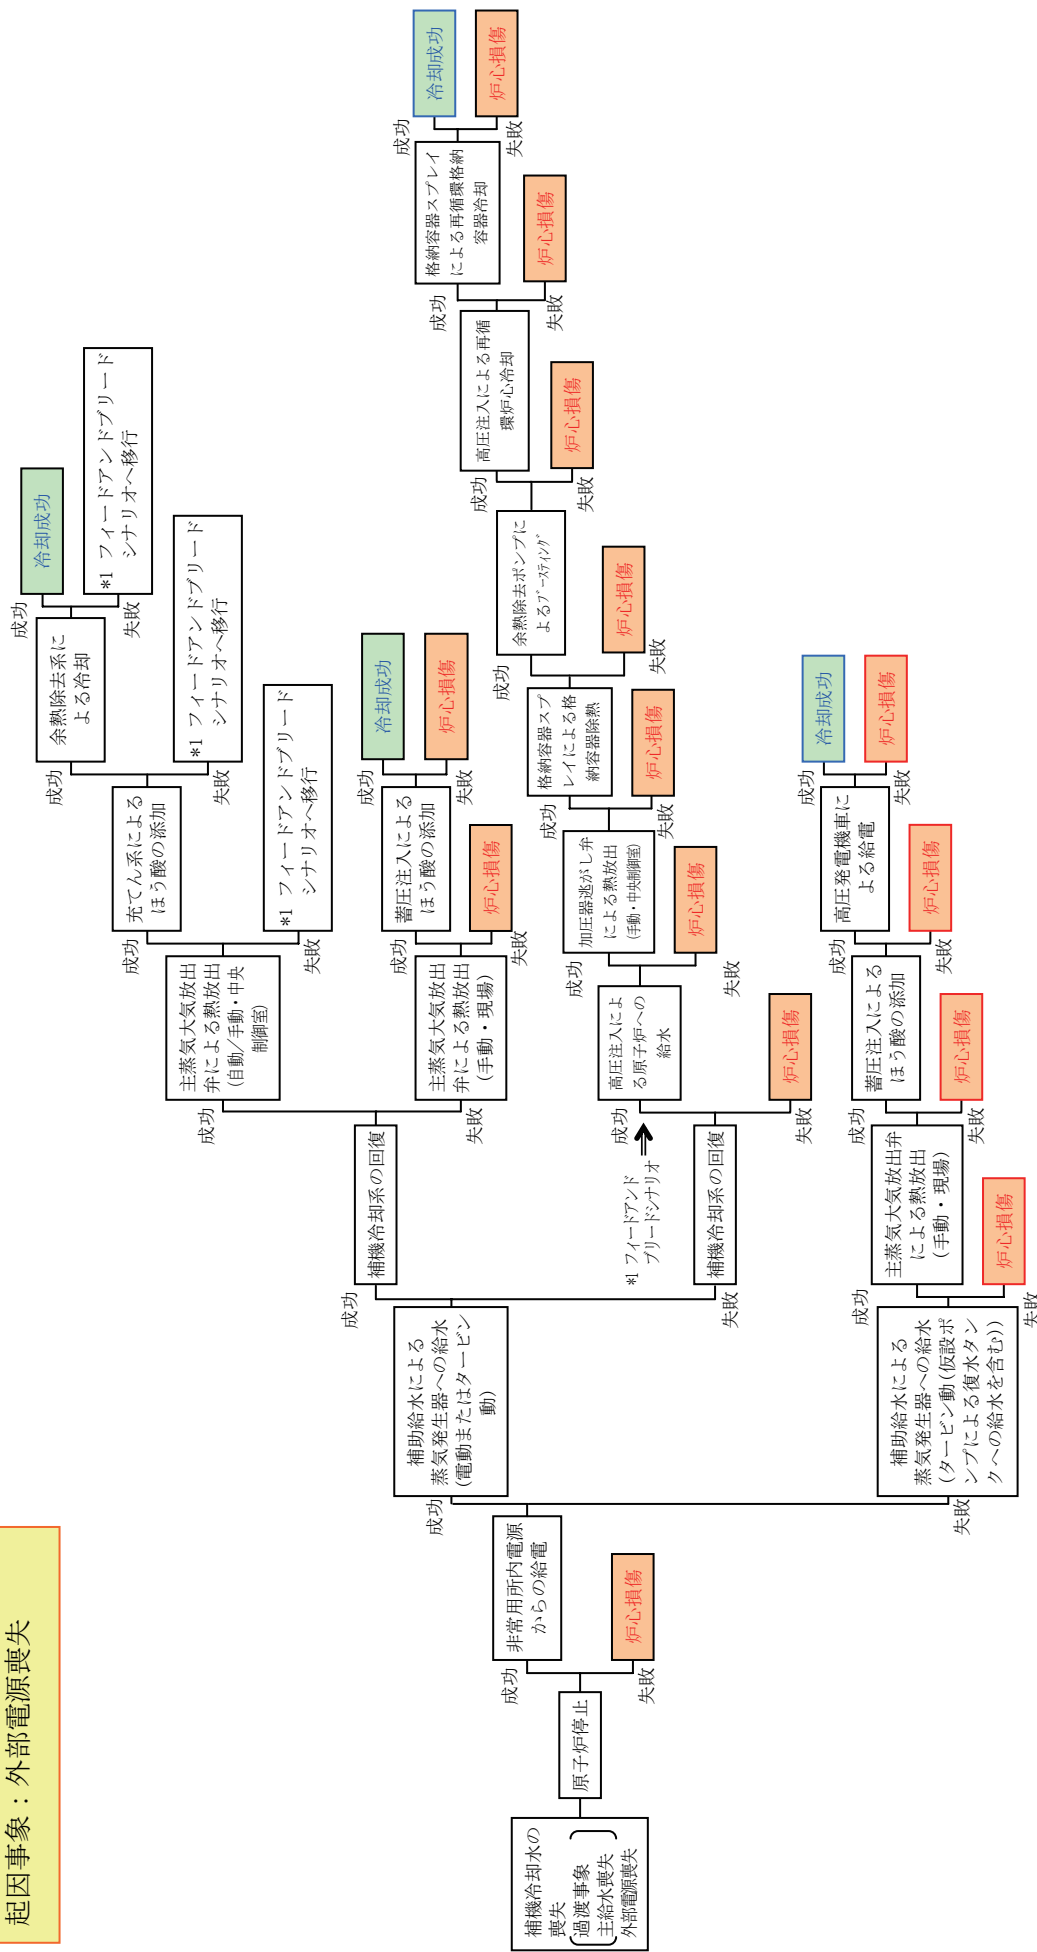 起因事象：外部電源喪失
補機冷却水の
喪失
過渡事象
主給水喪失
外部電源喪失
原子炉停止
成功
失敗
非常用所内電源
からの給電
炉心損傷
成功
失敗
補助給水による
蒸気発生器への給水
(電動またはタービン
動)
成功
失敗
補機冷却系の回復
成功
失敗
主蒸気大気放出
弁による熱放出
(自動／手動・中央
制御室)
成功
失敗
充てん系による
ほう酸の添加
成功
失敗
余熱除去系に
よる冷却
成功
失敗
冷却成功
*1 フィードアンドブリード
シナリオへ移行
*1 フィードアンドブリード
シナリオへ移行
*1 フィードアンドブリード
シナリオへ移行
主蒸気大気放出
弁による熱放出
(手動・現場)
成功
失敗
蓄圧注入による
ほう酸の添加
成功
失敗
冷却成功
炉心損傷
炉心損傷
補機冷却系の回復
*1 フィードアンド
ブリードシナリオ
成功
失敗
高圧注入によ
る原子炉への
給水
炉心損傷
成功
失敗
加圧器逃がし弁
による熱放出
(手動・中央制御室)
炉心損傷
成功
失敗
格納容器スプ
レイによる格
納容器除熱
炉心損傷
成功
失敗
余熱除去ポンプに
よるブースティング
炉心損傷
成功
失敗
高圧注入による再循
環炉心冷却
炉心損傷
成功
失敗
格納容器スプレイ
による再循環格納
容器冷却
炉心損傷
成功
失敗
冷却成功
炉心損傷
補助給水による
蒸気発生器への給水
(タービン動(仮設ポ
ンプによる復水タン
クへの給水を含む))
成功
失敗
主蒸気大気放出弁
による熱放出
(手動・現場)
炉心損傷
成功
失敗
蓄圧注入による
ほう酸の添加
炉心損傷
成功
失敗
高圧発電機車に
よる給電
炉心損傷
成功
失敗
冷却成功
炉心損傷